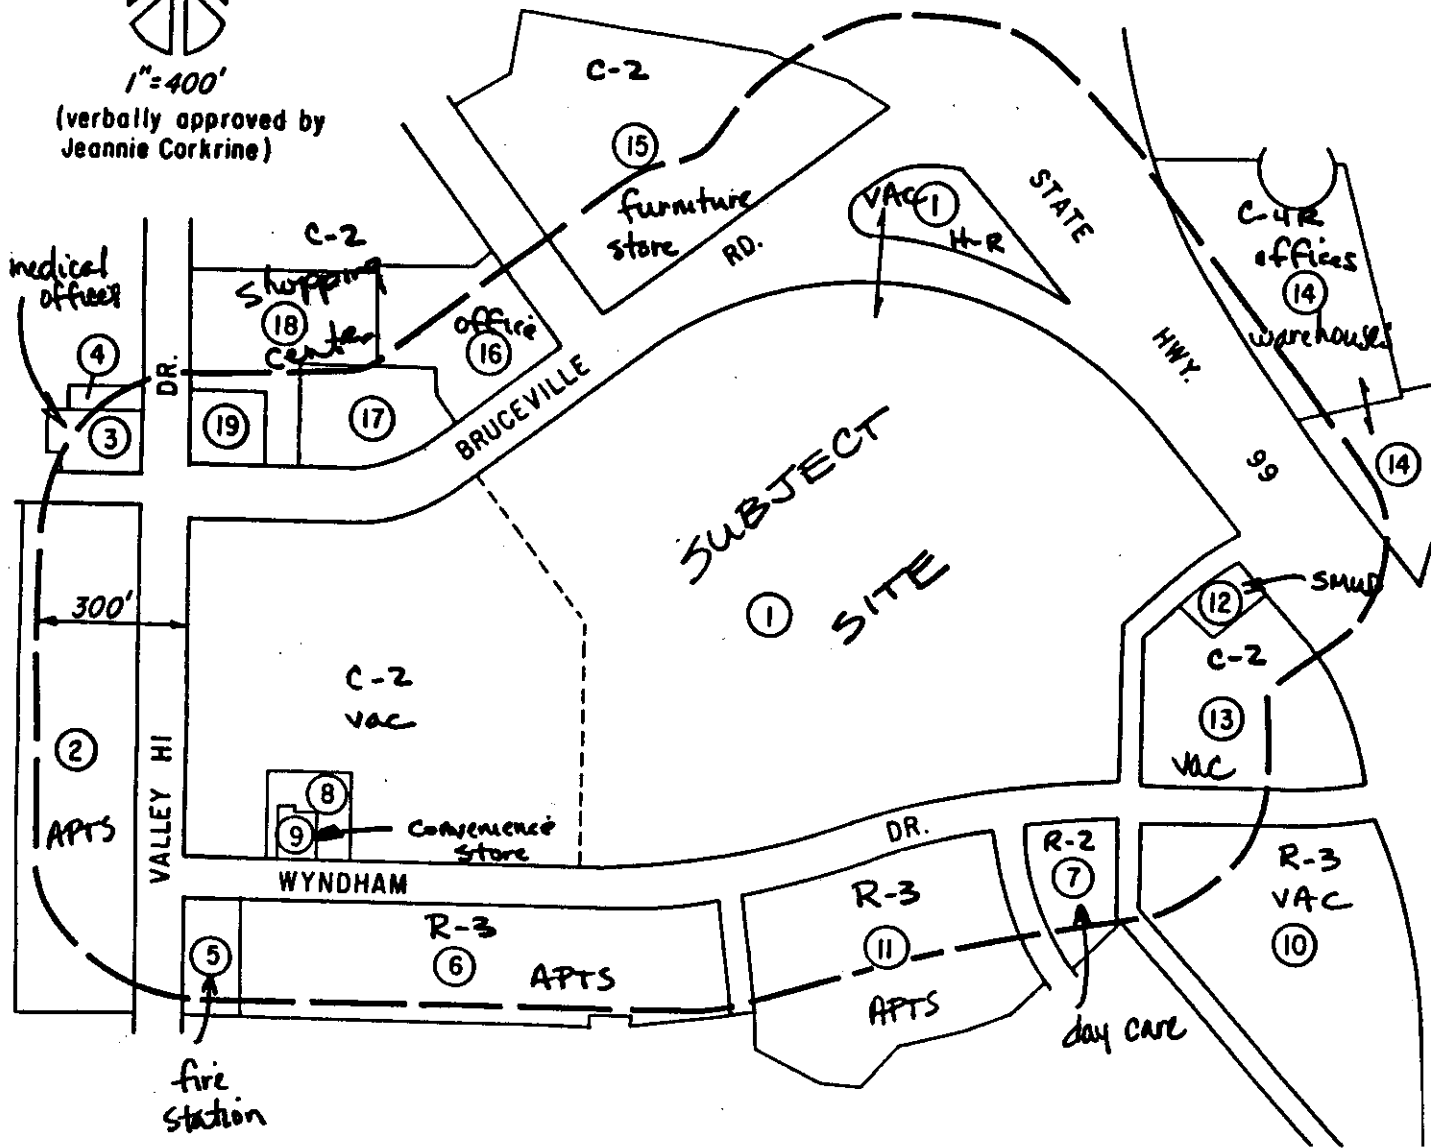 1"=400'
(verbally approved by
Jeannie Corkrine)
C-2
15
furniture
store
RD.
VAC
1
H-R
STATE
HWY.
99
C-4R
offices
14
warehouses
14
medical
offices
4
3
DR.
C-2
shopping
18
center
19
17
office
16
BRUCEVILLE
SUBJECT
SITE
1
12
SMUD
C-2
13
vac
300'
2
APTS
VALLEY HI
C-2
vac
8
9
convenience
store
WYNDHAM
DR.
5
fire
station
R-3
6
APTS
R-3
11
APTS
R-2
7
day care
R-3
VAC
10